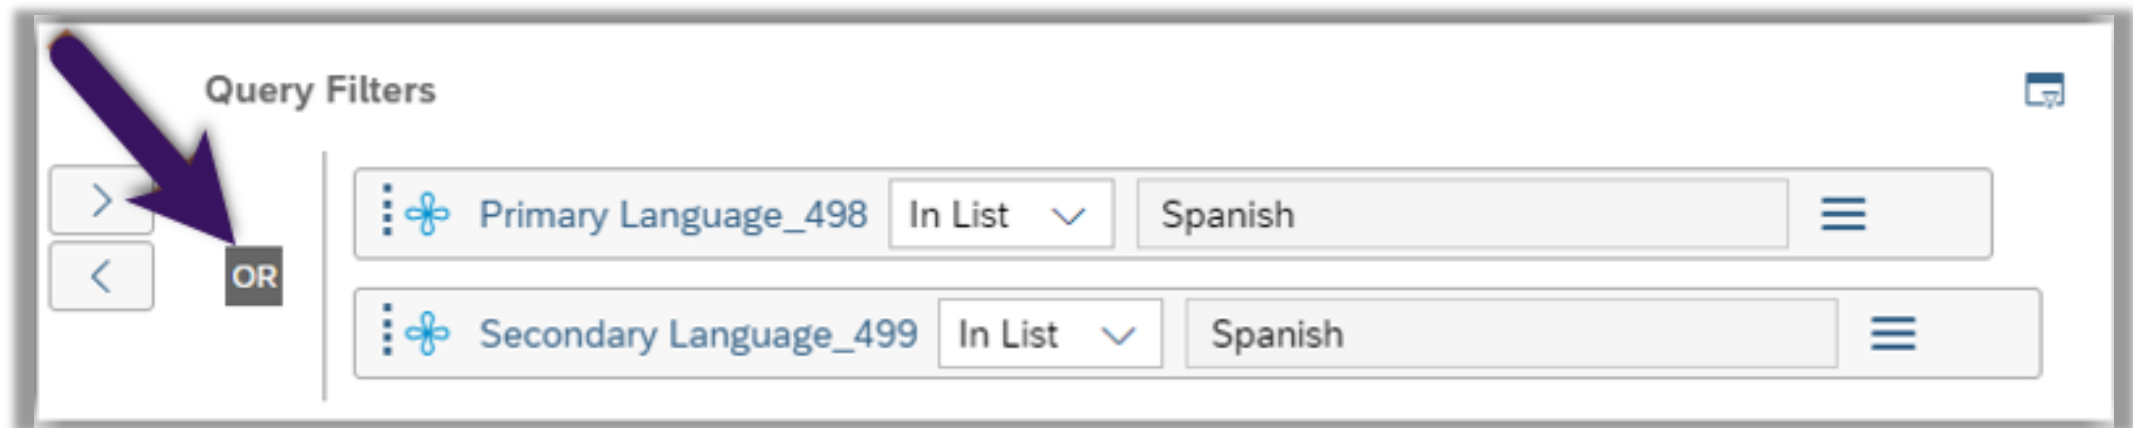 Query Filters
Primary Language_498 In List Spanish
OR
Secondary Language_499 In List Spanish